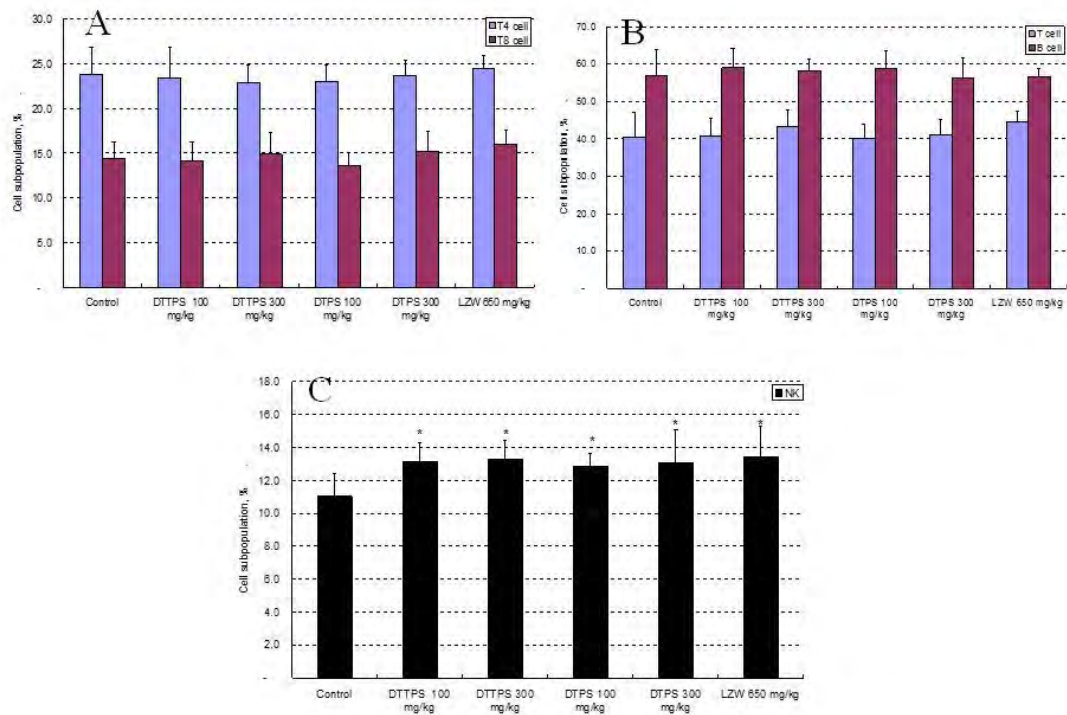 A
30.0
25.0
20.0
15.0
10.0
5.0
-
Cell subpopulation, %
T4 cell
T8 cell
Control
DTTPS 100 mg/kg
DTTPS 300 mg/kg
DTPS 100 mg/kg
DTPS 300 mg/kg
LZW 650 mg/kg
B
70.0
60.0
50.0
40.0
30.0
20.0
10.0
-
Cell subpopulation, %
T cell
B cell
Control
DTTPS 100 mg/kg
DTTPS 300 mg/kg
DTPS 100 mg/kg
DTPS 300 mg/kg
LZW 650 mg/kg
C
18.0
16.0
14.0
12.0
10.0
8.0
6.0
4.0
2.0
-
Cell subpopulation, %
NK
* * * * *
Control
DTTPS 100 mg/kg
DTTPS 300 mg/kg
DTPS 100 mg/kg
DTPS 300 mg/kg
LZW 650 mg/kg